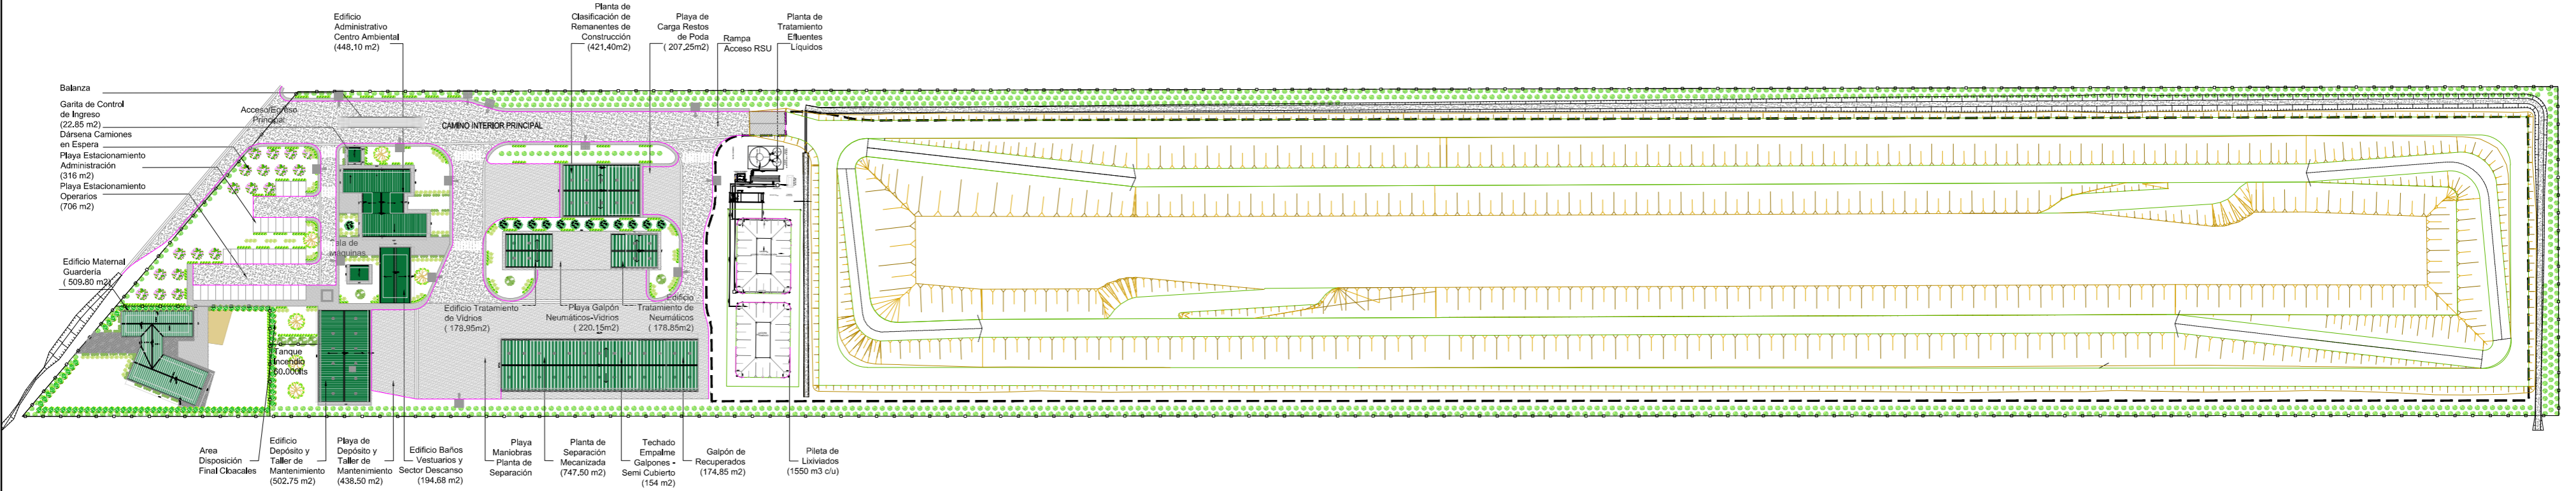 Edificio
Administrativo
Centro Ambiental
(448,10 m2)
Planta de
Clasificación de
Remanentes de
Construcción
(421,40m2)
Playa de
Carga Restos
de Poda
( 207,25m2)
Rampa
Acceso RSU
Planta de
Tratamiento
Efluentes
Líquidos
Balanza
Garita de Control
de Ingreso
(22.85 m2)
Dársena Camiones
en Espera
Playa Estacionamiento
Administración
(316 m2)
Playa Estacionamiento
Operarios
(706 m2)
Edificio Maternal
Guardería
( 509.80 m2)
Acceso/Egreso
Principal
CAMINO INTERIOR PRINCIPAL
Sala de
Maquinas
Edificio Tratamiento
de Vidrios
( 178,95m2)
Playa Galpón
Neumáticos-Vidrios
( 220.15m2)
Edificio
Tratamiento de
Neumáticos
( 178.85m2)
Tanque
Incendio
60.000lts
Area
Disposición
Final Cloacales
Edificio
Depósito y
Taller de
Mantenimiento
(502.75 m2)
Playa de
Depósito y
Taller de
Mantenimiento
(438.50 m2)
Edificio Baños
Vestuarios y
Sector Descanso
(194.68 m2)
Playa
Maniobras
Planta de
Separación
Planta de
Separación
Mecanizada
(747.50 m2)
Techado
Empalme
Galpones -
Semi Cubierto
(154 m2)
Galpón de
Recuperados
(174.85 m2)
Pileta de
Lixiviados
(1550 m3 c/u)